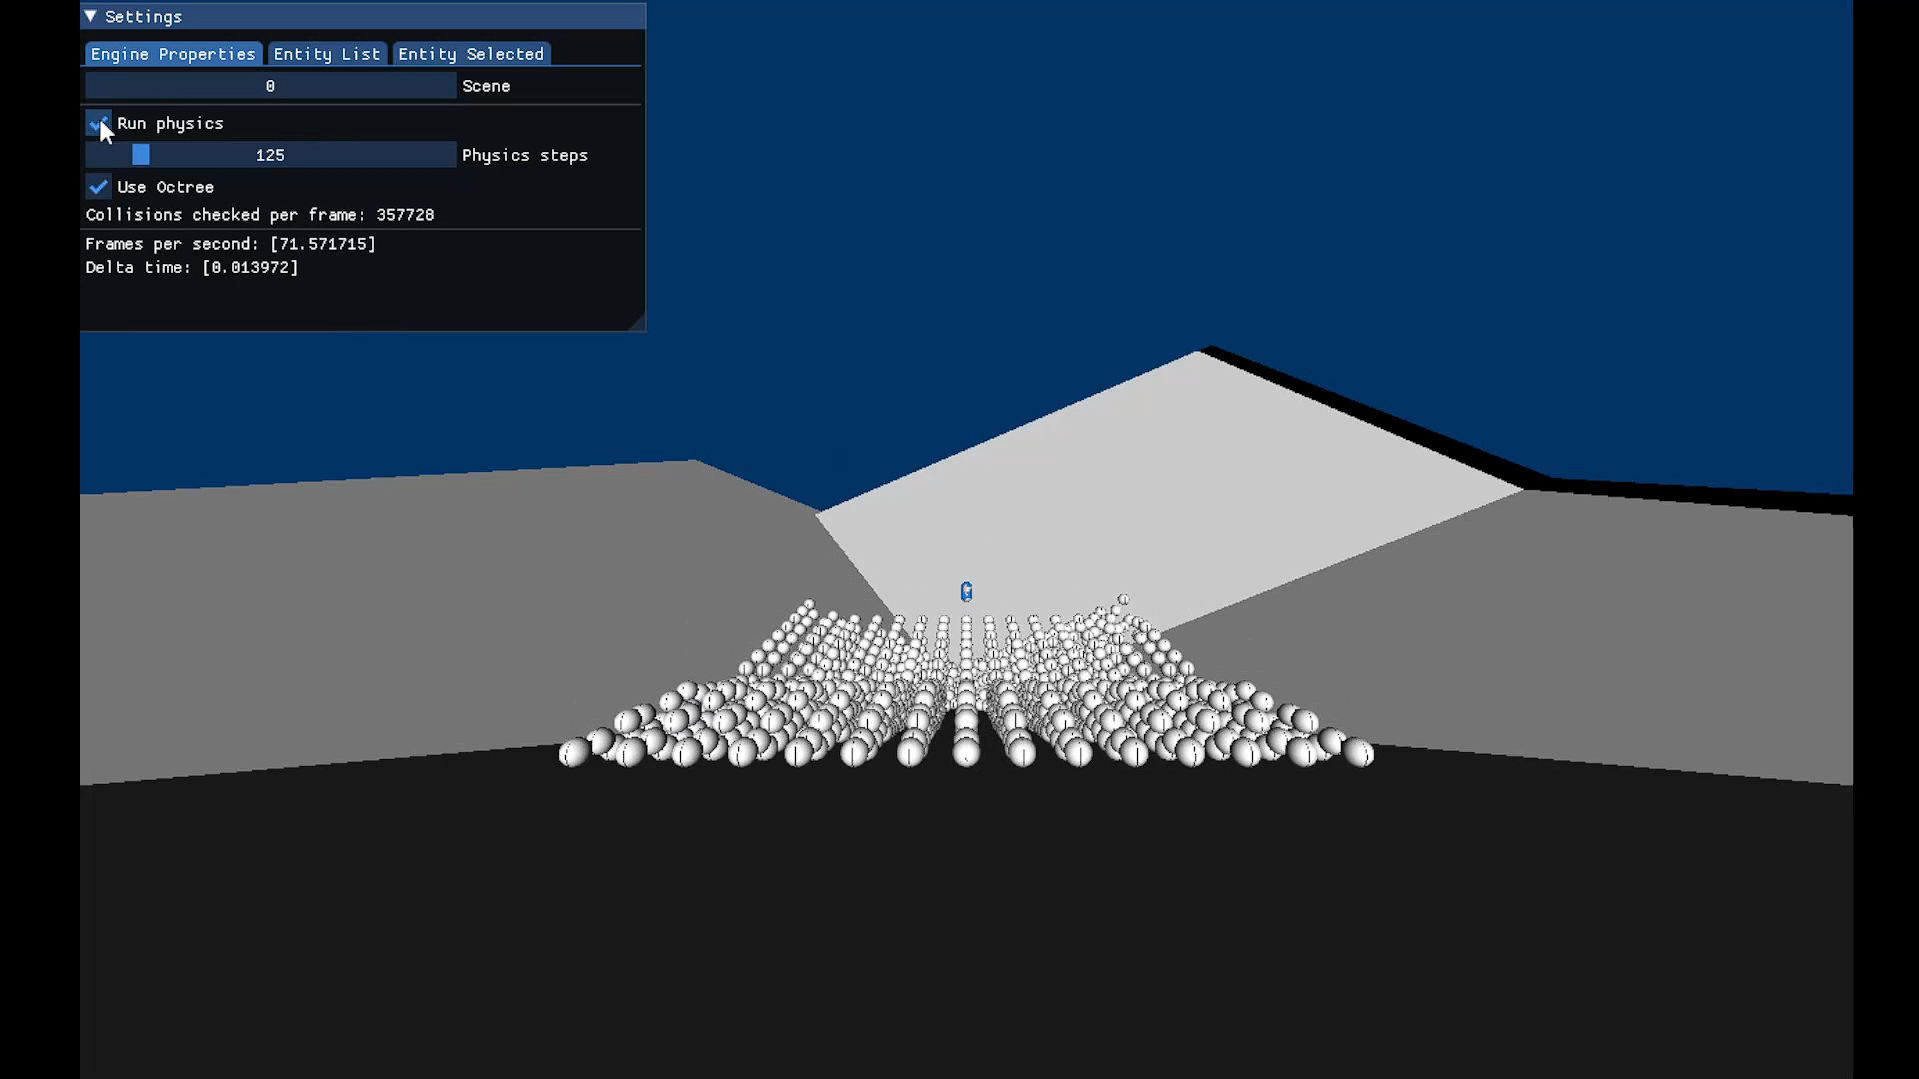 Settings
Engine Properties Entity List Entity Selected
0 Scene
Run physics
125 Physics steps
Use Octree
Collisions checked per frame: 357728
Frames per second: [71.571715]
Delta time: [0.013972]